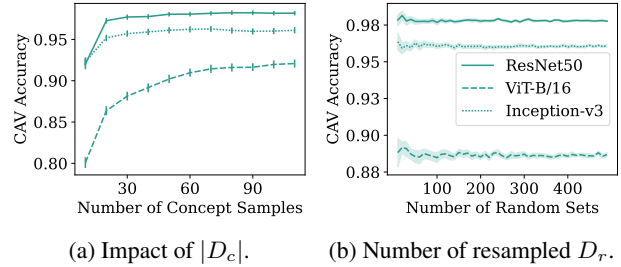 CAV Accuracy
0.95
0.90
0.85
0.80
30
60
90
Number of Concept Samples
(a) Impact of |D_c|.
CAV Accuracy
0.98
0.95
0.93
0.90
0.88
100
200
300
400
Number of Random Sets
ResNet50
ViT-B/16
Inception-v3
(b) Number of resampled D_r.